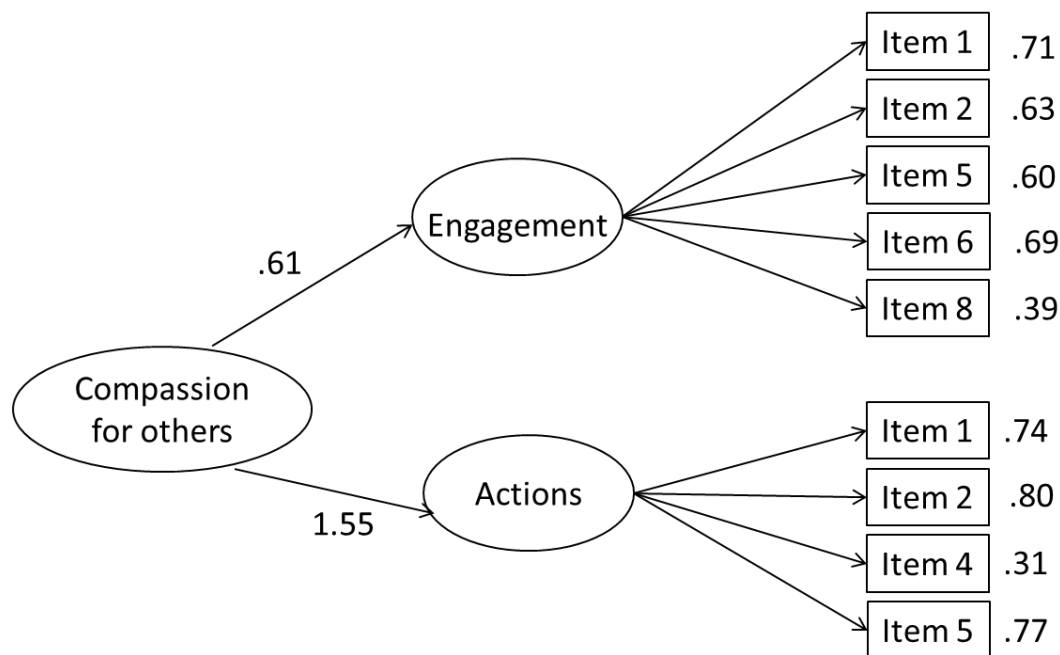 Item 1 .71
Item 2 .63
Item 5 .60
Item 6 .69
Item 8 .39
Engagement
.61
Compassion
for others
1.55
Actions
Item 1 .74
Item 2 .80
Item 4 .31
Item 5 .77